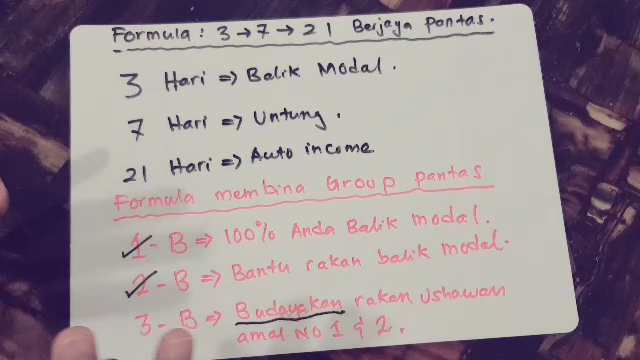 Formula : 3 → 7 → 21 Berjaya pantas.
3 Hari => Balik Modal.
7 Hari => Untung.
21 Hari => Auto income
Formula membina Group pantas
1 - B => 100% Anda Balik modal.
2 - B => Bantu rakan balik modal.
3 - B => Budayakan rakan Ushawan
amal NO 1 & 2.